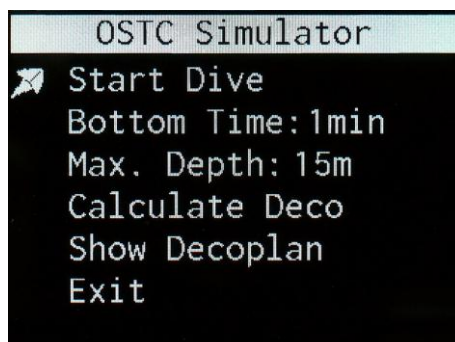 OSTC Simulator
Start Dive
Bottom Time: 1min
Max. Depth: 15m
Calculate Deco
Show Decoplan
Exit